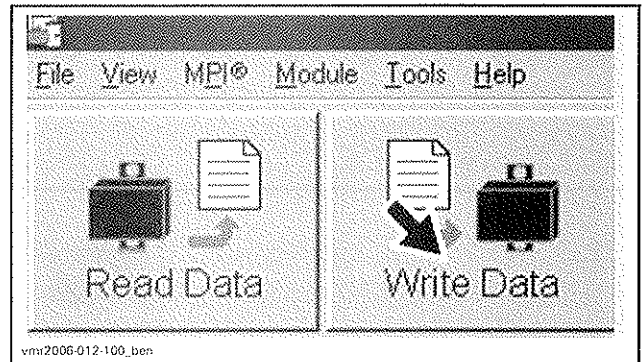 File View MPI® Module Tools Help
Read Data Write Data
vmr2006-012-100_ben